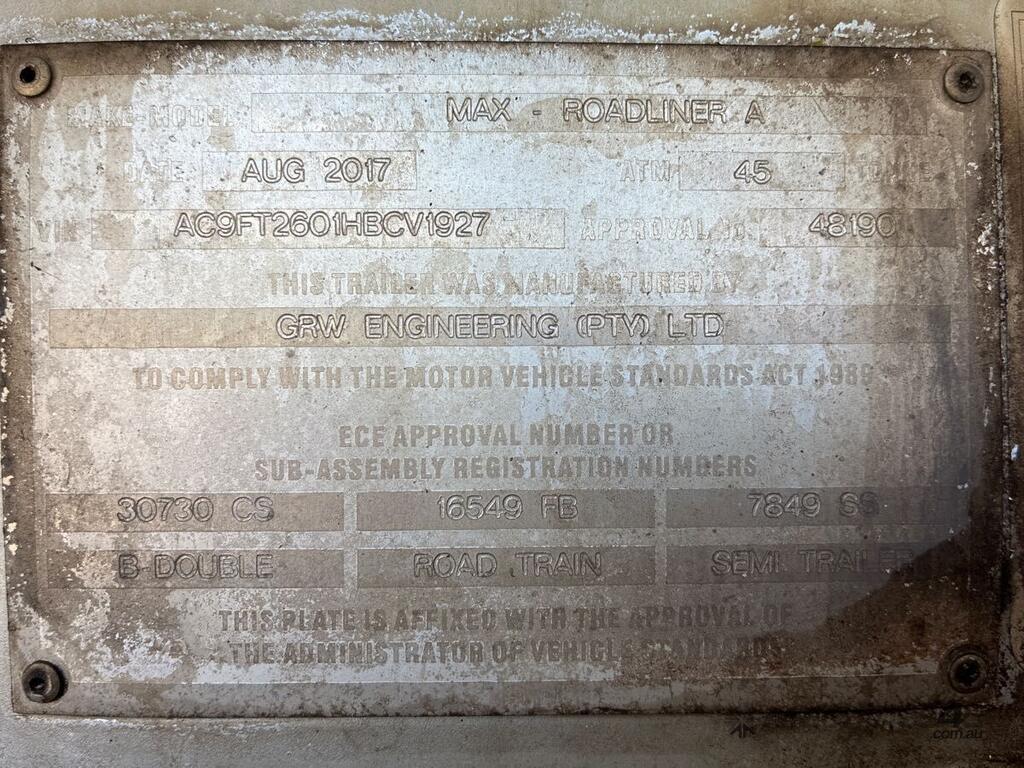 MAKE-MODEL MAX - ROADLINER A
DATE AUG 2017 ATM 45 TONNE
VIN AC9FT2601HBCV1927 APPROVAL No 48190
THIS TRAILER WAS MANUFACTURED BY
GRW ENGINEERING (PTY) LTD
TO COMPLY WITH THE MOTOR VEHICLE STANDARDS ACT 1989
ECE APPROVAL NUMBER OR
SUB-ASSEMBLY REGISTRATION NUMBERS
30730 CS 16549 FB 7849 SS
B-DOUBLE ROAD TRAIN SEMI TRAILER
THIS PLATE IS AFFIXED WITH THE APPROVAL OF
THE ADMINISTRATOR OF VEHICLE STANDARDS
.com.au